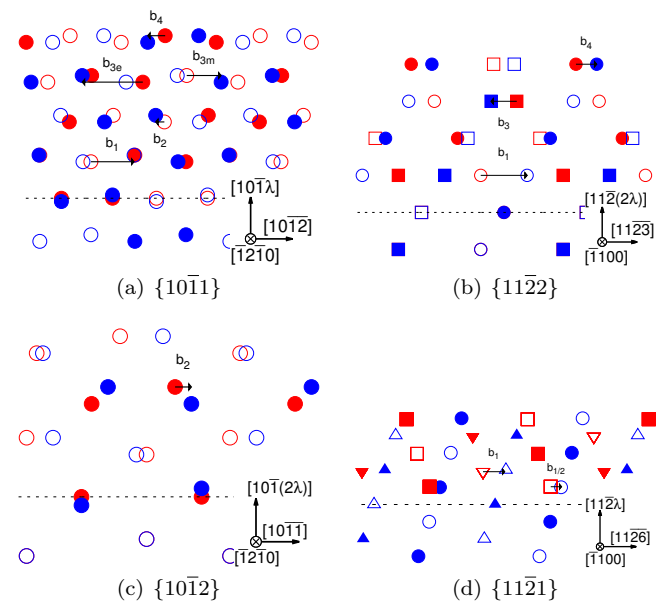 b₄
b₃ₑ
b₃ₘ
b₁
b₂
[101̅λ]
[101̅2̅]
[1̅21̅0]
(a) {101̅1}
b₄
b₃
b₁
[112̅(2λ)]
[112̅3̅]
[1̅100]
(b) {112̅2}
b₂
[101̅(2λ)]
[101̅1̅]
[1̅21̅0]
(c) {101̅2}
b₁
b₁/₂
[112̅λ]
[112̅6̅]
[1̅100]
(d) {112̅1}